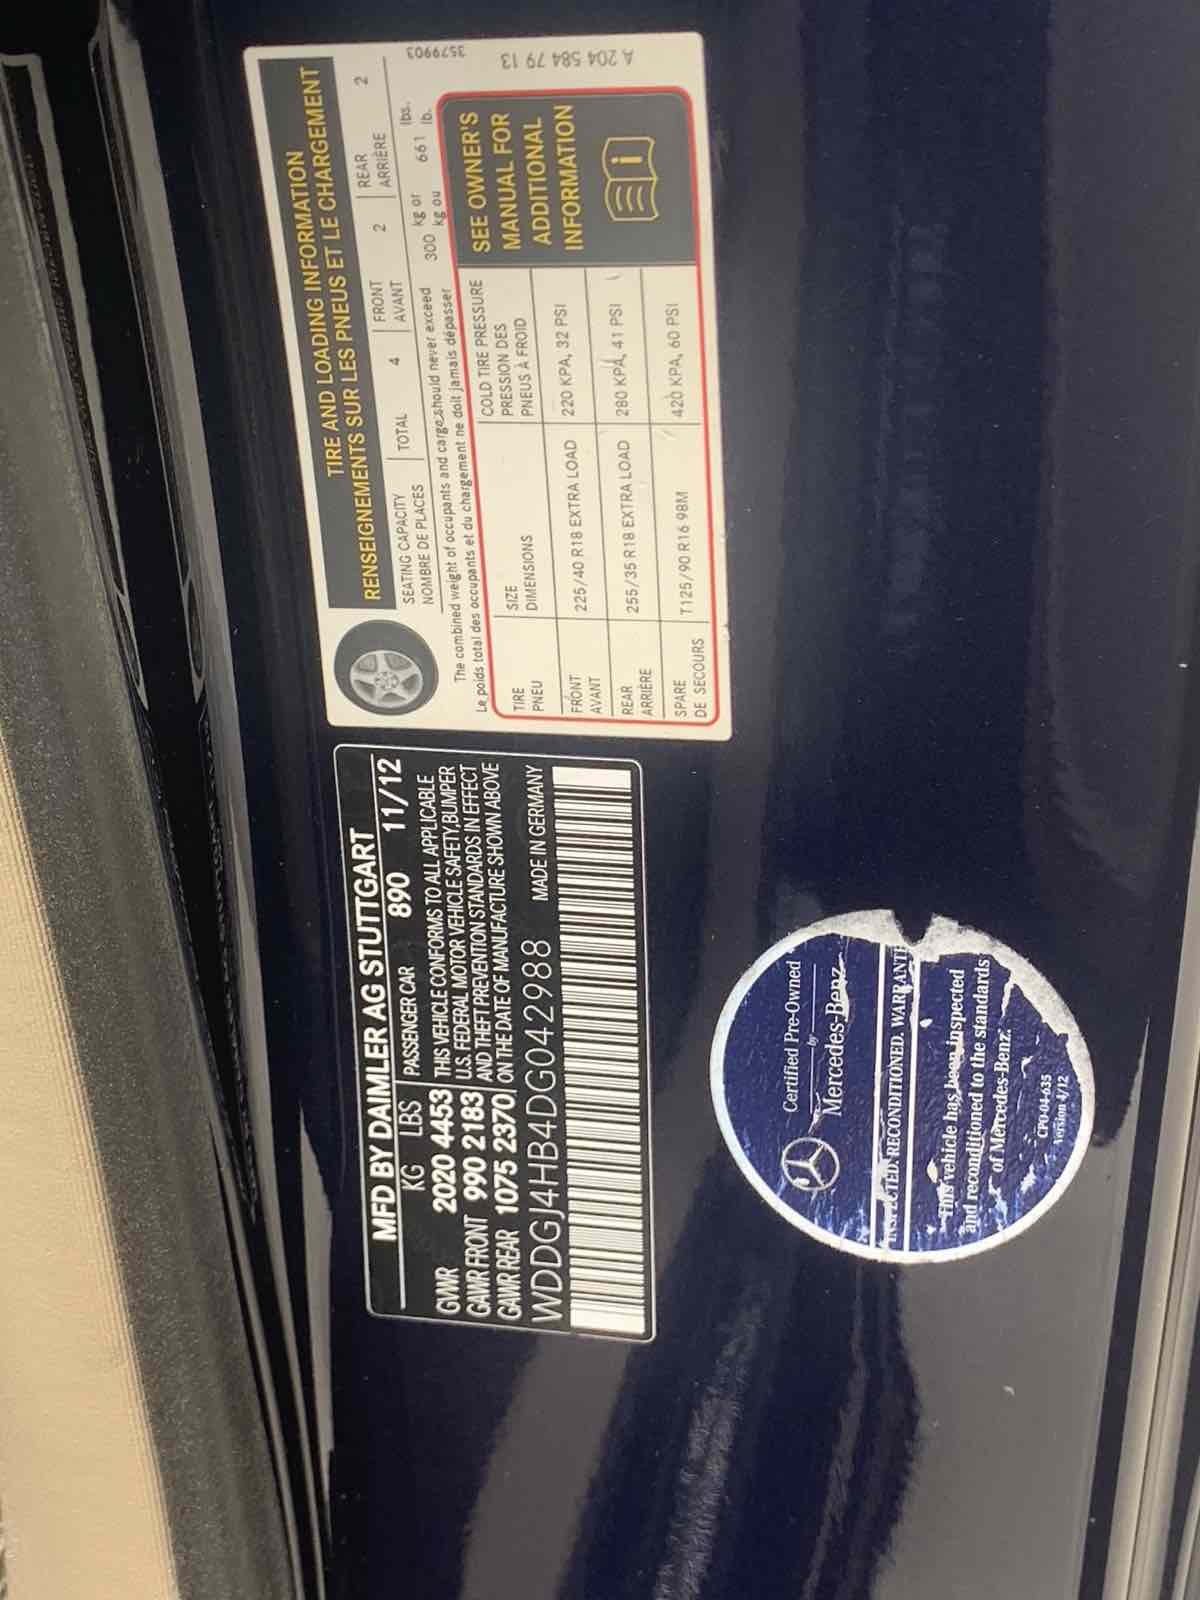 MFD BY DAIMLER AG STUTTGART
KG LBS PASSENGER CAR 890 11/12
GVWR 2020 4453 THIS VEHICLE CONFORMS TO ALL APPLICABLE
GAWR FRONT 990 2183 U.S. FEDERAL MOTOR VEHICLE SAFETY, BUMPER
GAWR REAR 1075 2370 AND THEFT PREVENTION STANDARDS IN EFFECT
ON THE DATE OF MANUFACTURE SHOWN ABOVE
WDDGJ4HB4DG042988 MADE IN GERMANY
TIRE AND LOADING INFORMATION
RENSEIGNEMENTS SUR LES PNEUS ET LE CHARGEMENT
SEATING CAPACITY
NOMBRE DE PLACES
TOTAL 4
FRONT
AVANT
2
REAR
ARRIÈRE
2
The combined weight of occupants and cargo should never exceed
Le poids total des occupants et du chargement ne doit jamais dépasser
300 kg or 661 lbs.
kg ou lb.
TIRE
PNEU
SIZE
DIMENSIONS
COLD TIRE PRESSURE
PRESSION DES
PNEUS À FROID
FRONT
AVANT
225/40 R18 EXTRA LOAD
220 KPA, 32 PSI
REAR
ARRIÈRE
255/35 R18 EXTRA LOAD
280 KPA, 41 PSI
SPARE
DE SECOURS
T125/90 R16 98M
420 KPA, 60 PSI
SEE OWNER'S
MANUAL FOR
ADDITIONAL
INFORMATION
3579903
A 204 584 79 13
Certified Pre-Owned
by
Mercedes-Benz
INSPECTED. RECONDITIONED. WARRANTED
This vehicle has been inspected
and reconditioned to the standards
of Mercedes-Benz.
CPO-04-635
Version 4/12